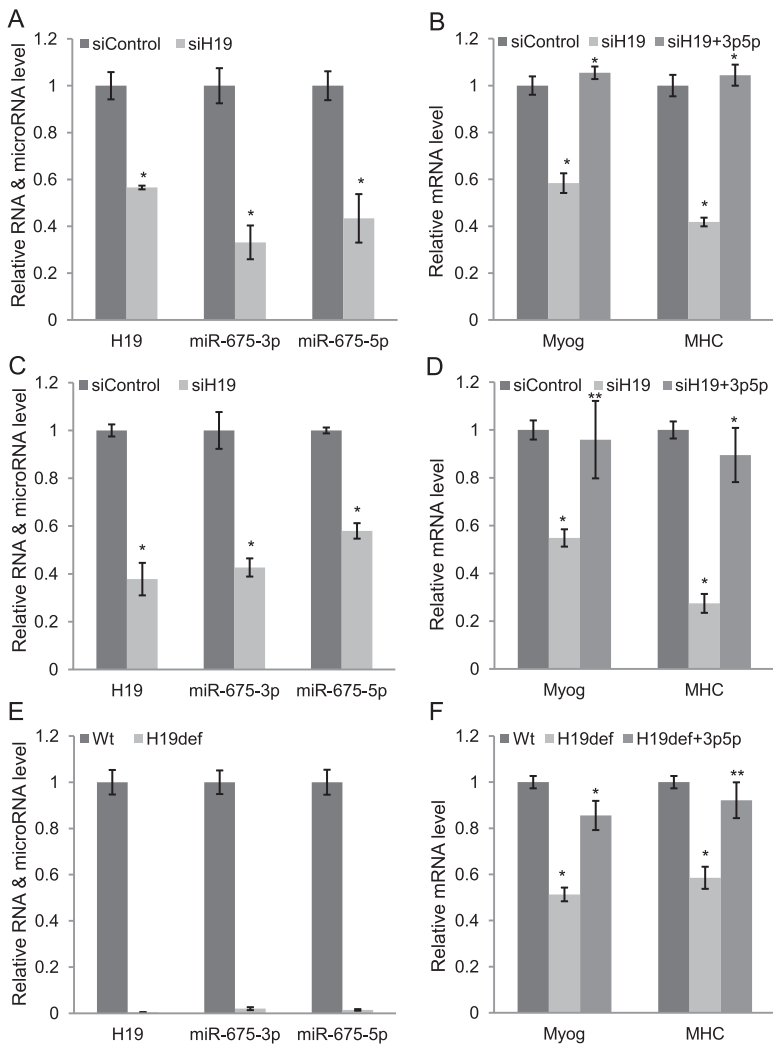 A
siControl siH19
Relative RNA & microRNA level
1.2
1
0.8
0.6
0.4
0.2
0
*
*
*
H19 miR-675-3p miR-675-5p
B
siControl siH19 siH19+3p5p
Relative mRNA level
1.2
1
0.8
0.6
0.4
0.2
0
*
*
*
*
Myog MHC
C
siControl siH19
Relative RNA & microRNA level
1.2
1
0.8
0.6
0.4
0.2
0
*
*
*
H19 miR-675-3p miR-675-5p
D
siControl siH19 siH19+3p5p
Relative mRNA level
1.2
1
0.8
0.6
0.4
0.2
0
*
**
*
*
Myog MHC
E
Wt H19def
Relative RNA & microRNA level
1.2
1
0.8
0.6
0.4
0.2
0
H19 miR-675-3p miR-675-5p
F
Wt H19def H19def+3p5p
Relative mRNA level
1.2
1
0.8
0.6
0.4
0.2
0
*
*
*
**
Myog MHC